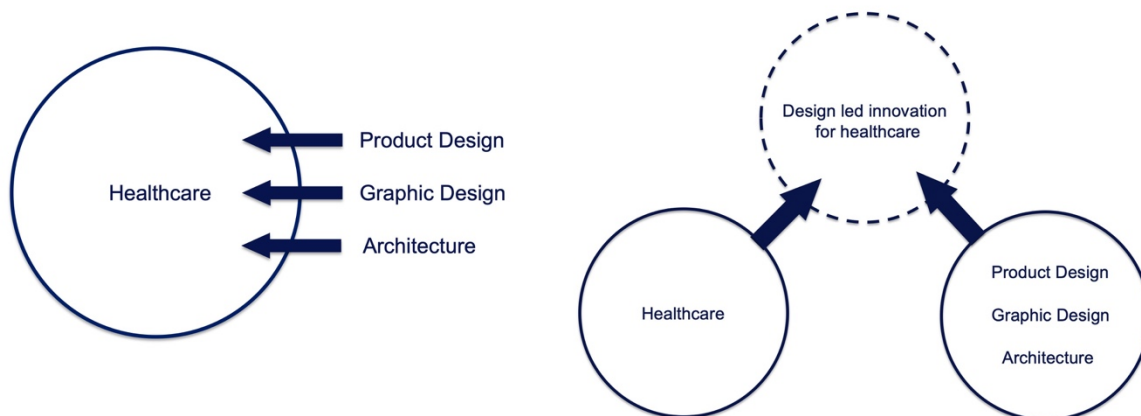 Healthcare
Product Design
Graphic Design
Architecture
Design led innovation
for healthcare
Healthcare
Product Design
Graphic Design
Architecture